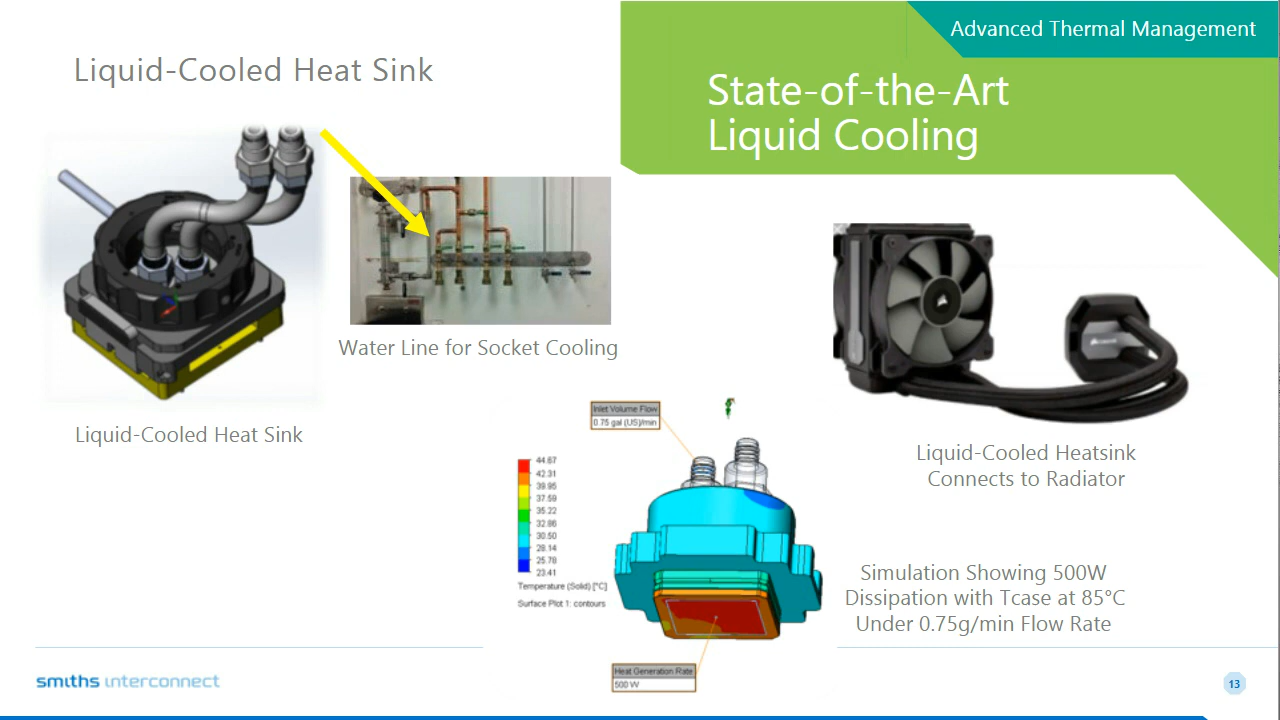 Advanced Thermal Management
Liquid-Cooled Heat Sink
State-of-the-Art
Liquid Cooling
Water Line for Socket Cooling
Liquid-Cooled Heat Sink
Liquid-Cooled Heatsink
Connects to Radiator
Inlet Volume Flow
0.75 gal (US)/min
44.67
42.31
39.95
37.59
35.22
32.86
30.50
28.14
25.78
23.41
Temperature (Solid) [°C]
Surface Plot 1: contours
Heat Generation Rate
500 W
Simulation Showing 500W
Dissipation with Tcase at 85°C
Under 0.75g/min Flow Rate
smiths interconnect
13